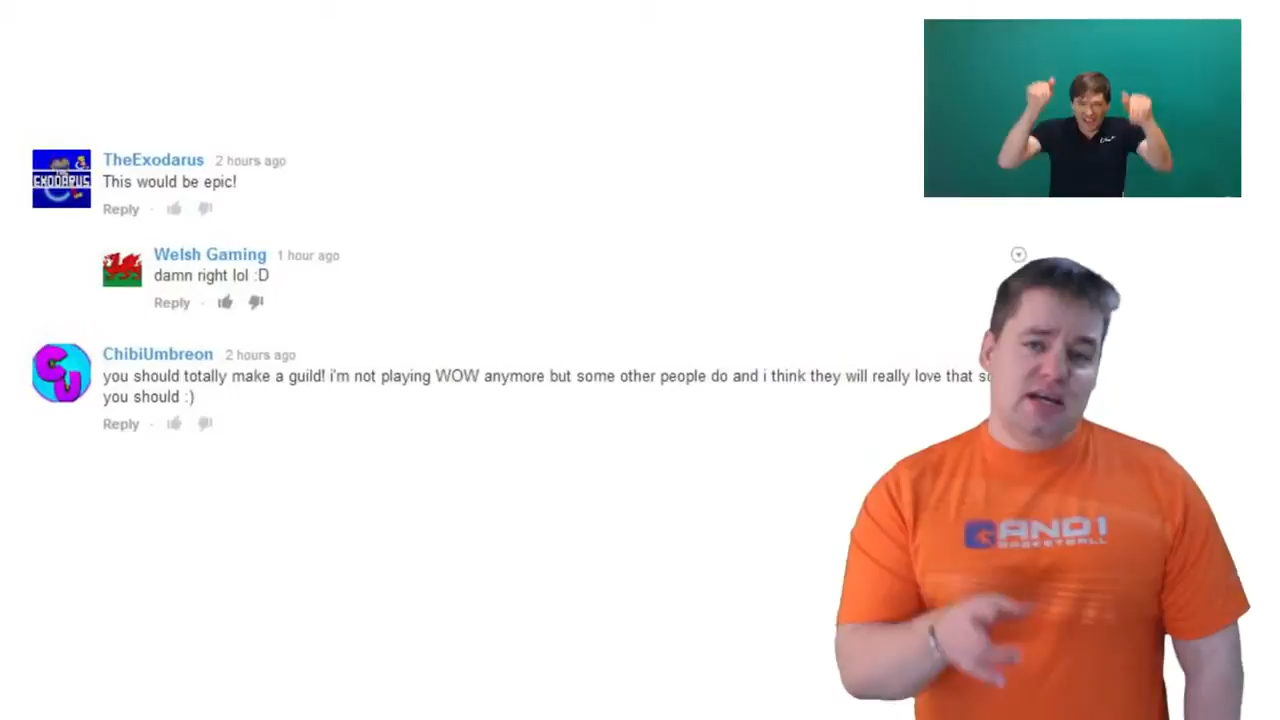 TheExodarus 2 hours ago
This would be epic!
Reply
Welsh Gaming 1 hour ago
damn right lol :D
Reply
ChibiUmbreon 2 hours ago
you should totally make a guild! i'm not playing WOW anymore but some other people do and i think they will really love that
you should :)
Reply
EXODARUS
CU
AND1
BASKETBALL